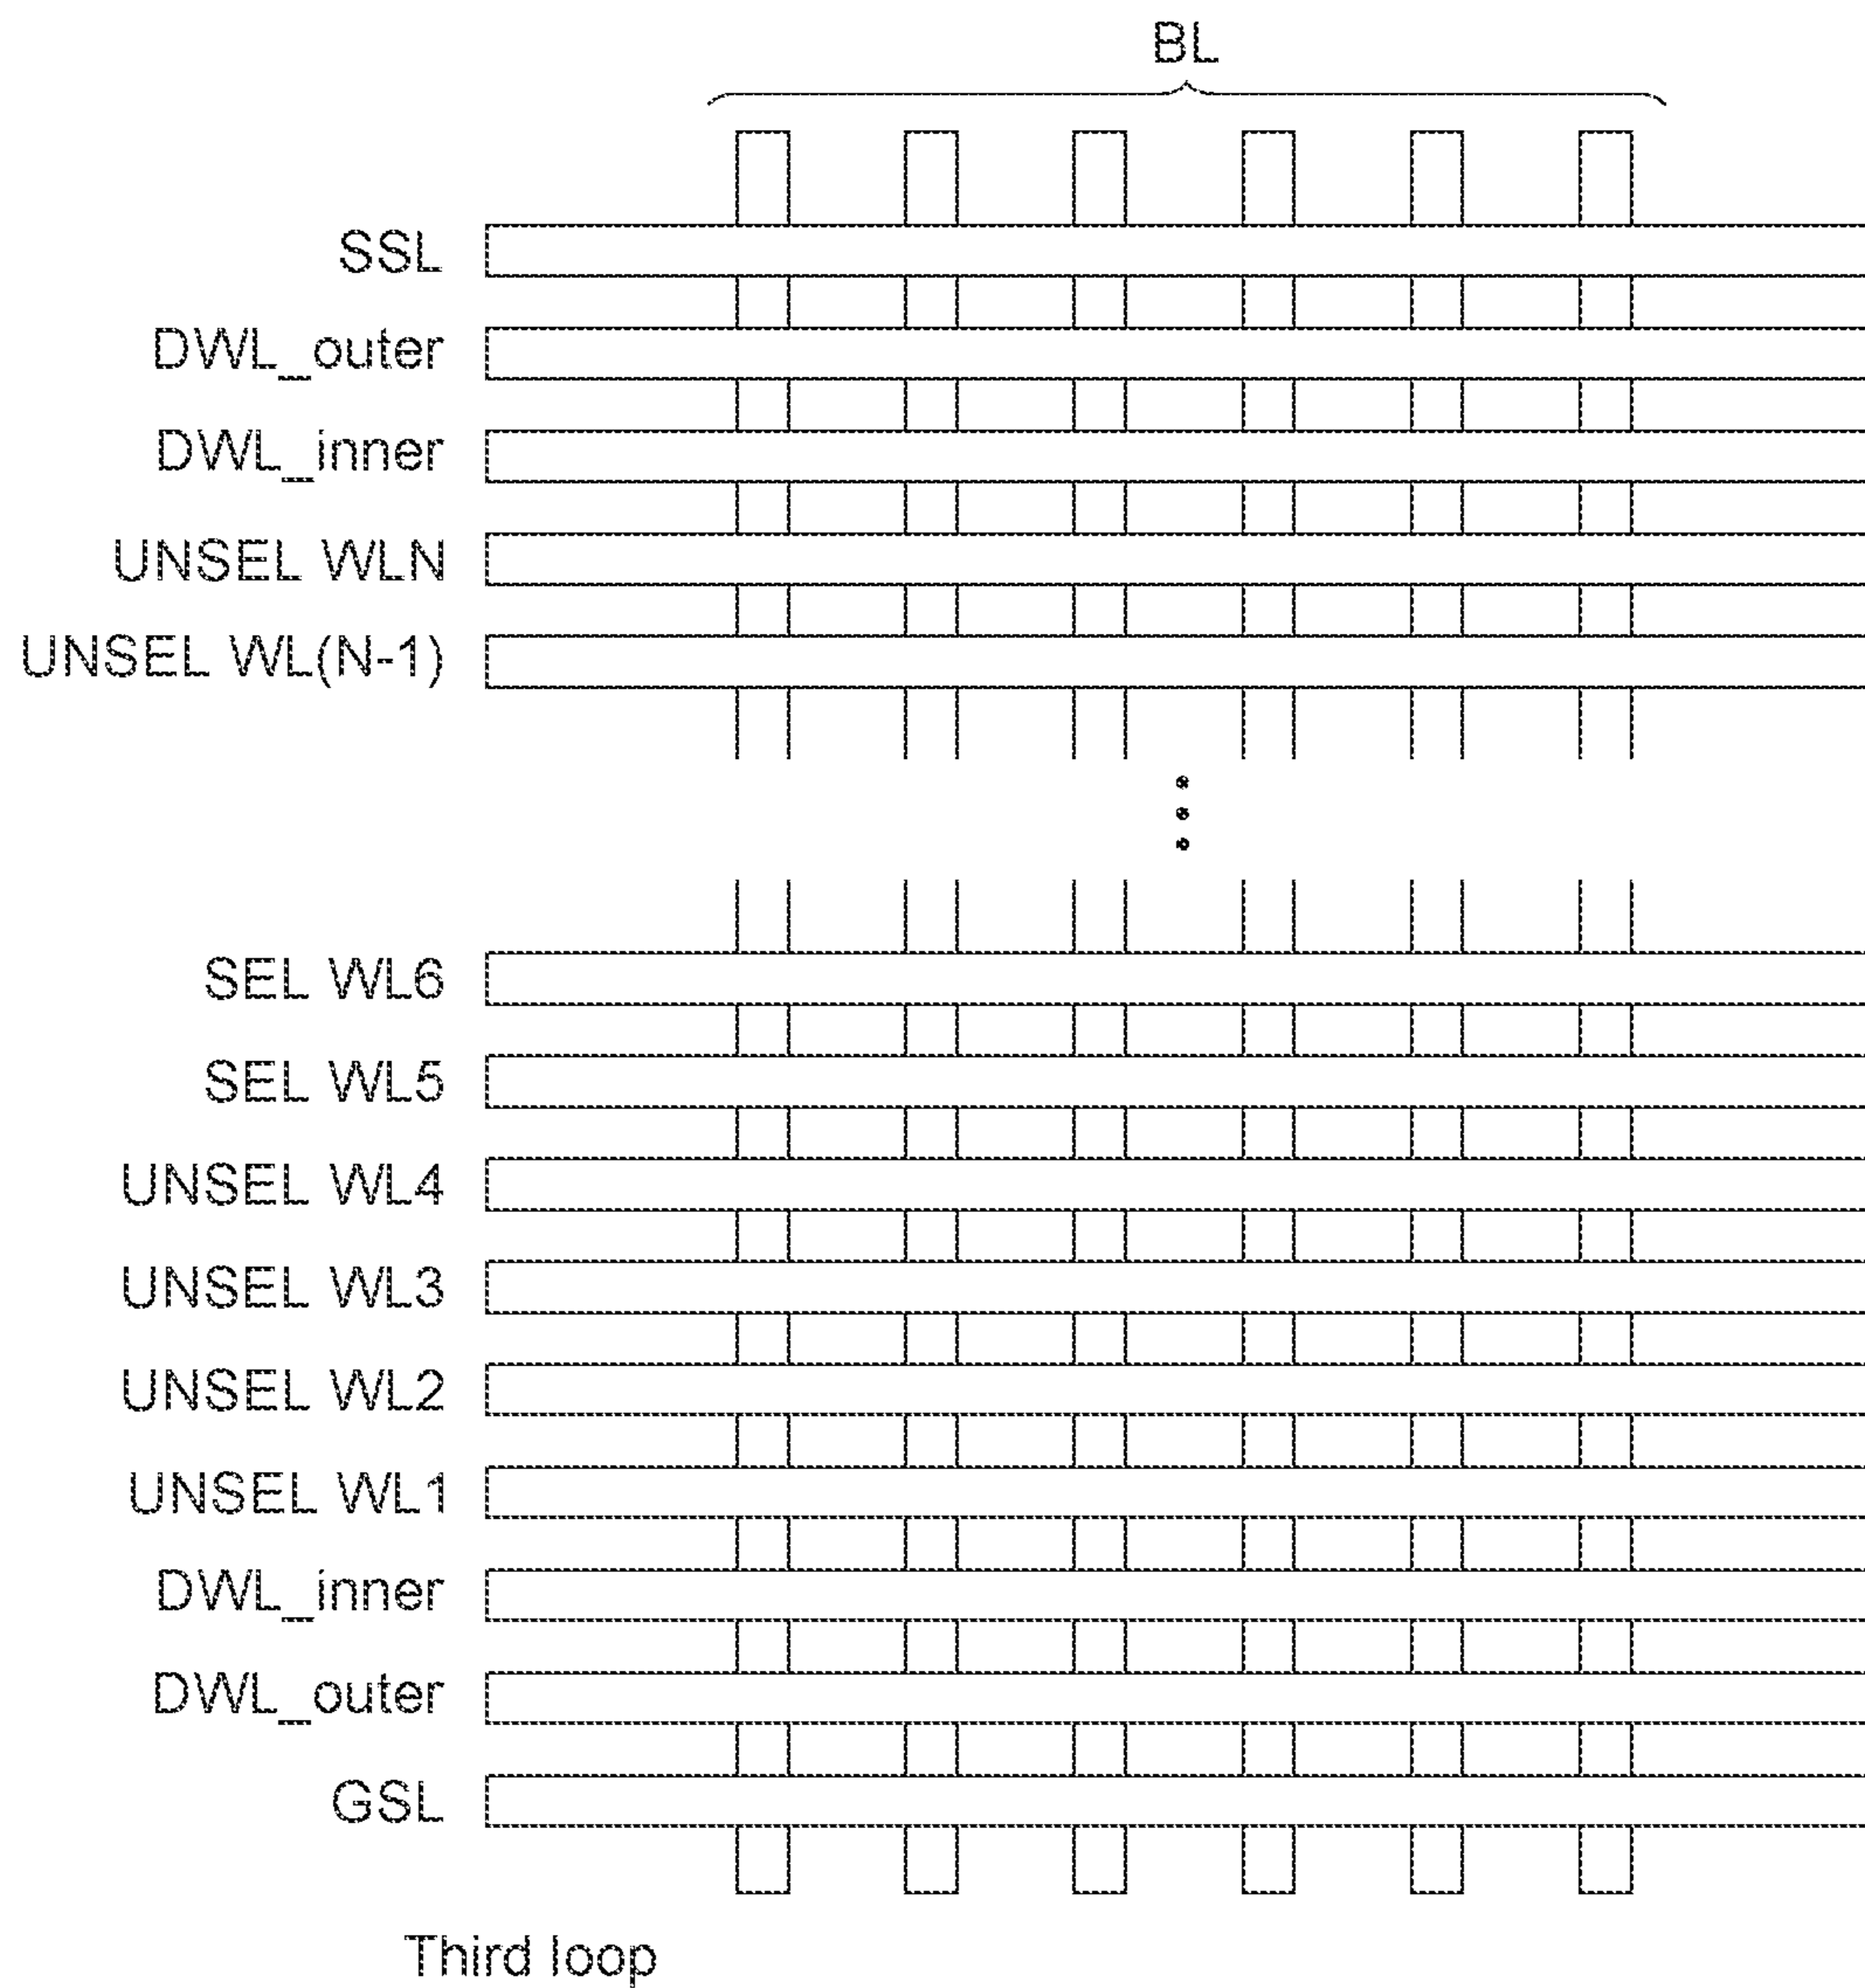 BL
SSL
DWL_outer
DWL_inner
UNSEL WLN
UNSEL WL(N-1)
SEL WL6
SEL WL5
UNSEL WL4
UNSEL WL3
UNSEL WL2
UNSEL WL1
DWL_inner
DWL_outer
GSL
Third loop